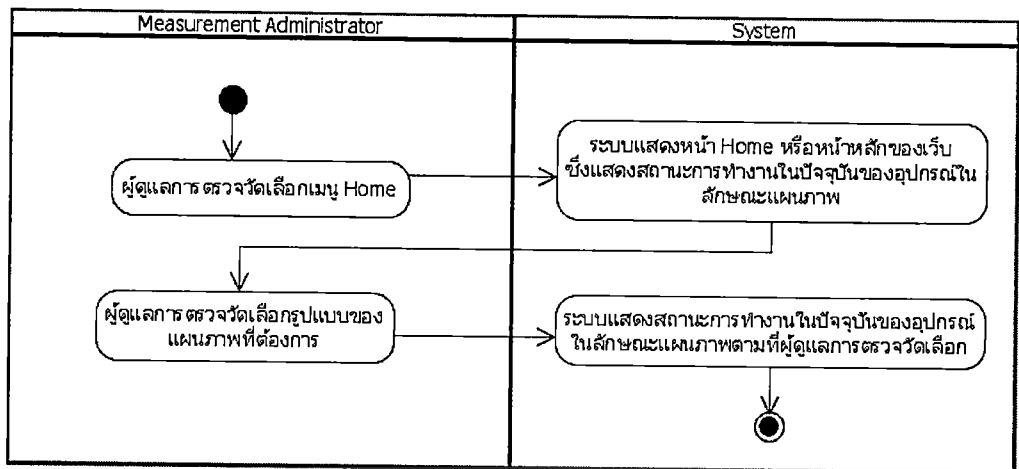 Measurement Administrator
System
ผู้ดูแลการตรวจวัดเลือกเมนู Home
ระบบแสดงหน้า Home หรือหน้าหลักของเว็บ
ซึ่งแสดงสถานะการทำงานในปัจจุบันของอุปกรณ์ใน
ลักษณะแผนภาพ
ผู้ดูแลการตรวจวัดเลือกรูปแบบของ
แผนภาพที่ต้องการ
ระบบแสดงสถานะการทำงานในปัจจุบันของอุปกรณ์
ในลักษณะแผนภาพตามที่ผู้ดูแลการตรวจวัดเลือก